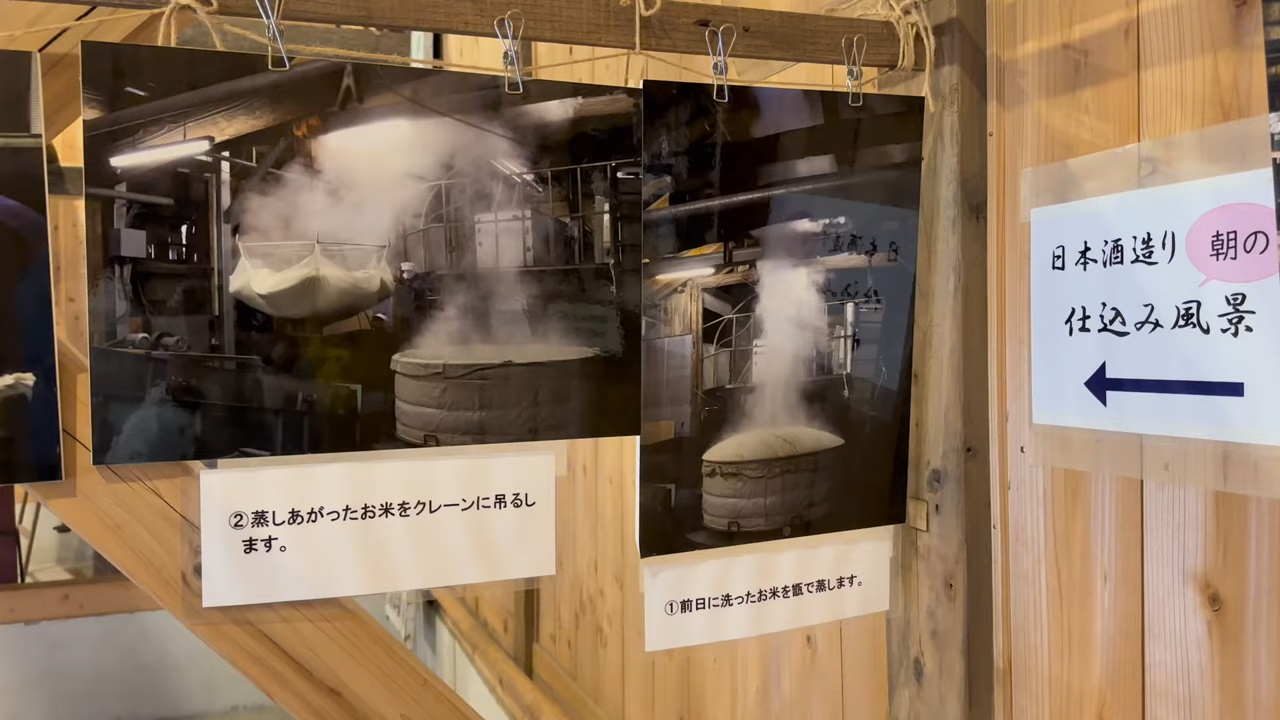 日本酒造り 朝の
仕込み風景
①前日に洗ったお米を甑で蒸します。
②蒸しあがったお米をクレーンに吊るし
ます。